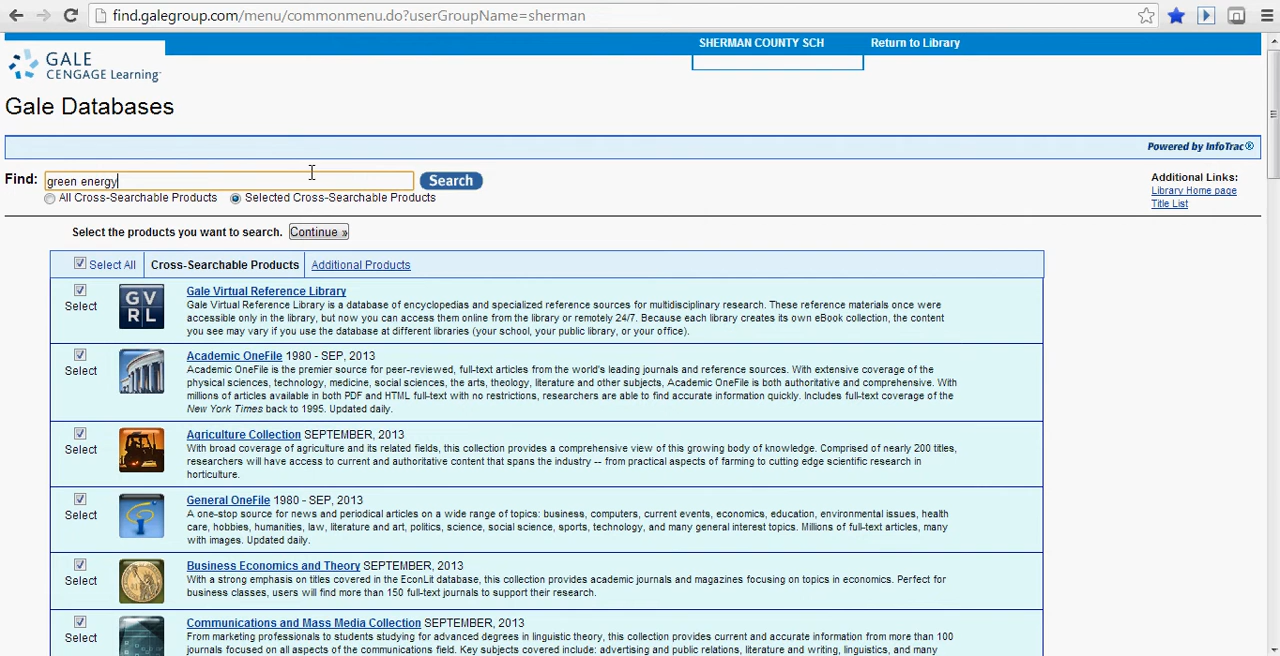 find.galegroup.com/menu/commonmenu.do?userGroupName=sherman
SHERMAN COUNTY SCH Return to Library
GALE
CENGAGE Learning
Gale Databases
Powered by InfoTrac®
Find: green energy Search
All Cross-Searchable Products Selected Cross-Searchable Products
Additional Links:
Library Home page
Title List
Select the products you want to search. Continue »
Select All Cross-Searchable Products Additional Products
Select
GV
RL
Gale Virtual Reference Library
Gale Virtual Reference Library is a database of encyclopedias and specialized reference sources for multidisciplinary research. These reference materials once were
accessible only in the library, but now you can access them online from the library or remotely 24/7. Because each library creates its own eBook collection, the content
you see may vary if you use the database at different libraries (your school, your public library, or your office).
Select
Academic OneFile 1980 - SEP, 2013
Academic OneFile is the premier source for peer-reviewed, full-text articles from the world's leading journals and reference sources. With extensive coverage of the
physical sciences, technology, medicine, social sciences, the arts, theology, literature and other subjects, Academic OneFile is both authoritative and comprehensive. With
millions of articles available in both PDF and HTML full-text with no restrictions, researchers are able to find accurate information quickly. Includes full-text coverage of the
New York Times back to 1995. Updated daily.
Select
Agriculture Collection SEPTEMBER, 2013
With broad coverage of agriculture and its related fields, this collection provides a comprehensive view of this growing body of knowledge. Comprised of nearly 200 titles,
researchers will have access to current and authoritative content that spans the industry -- from practical aspects of farming to cutting edge scientific research in
horticulture.
Select
General OneFile 1980 - SEP, 2013
A one-stop source for news and periodical articles on a wide range of topics: business, computers, current events, economics, education, environmental issues, health
care, hobbies, humanities, law, literature and art, politics, science, social science, sports, technology, and many general interest topics. Millions of full-text articles, many
with images. Updated daily.
Select
Business Economics and Theory SEPTEMBER, 2013
With a strong emphasis on titles covered in the EconLit database, this collection provides academic journals and magazines focusing on topics in economics. Perfect for
business classes, users will find more than 150 full-text journals to support their research.
Select
Communications and Mass Media Collection SEPTEMBER, 2013
From marketing professionals to students studying for advanced degrees in linguistic theory, this collection provides current and accurate information from more than 100
journals focused on all aspects of the communications field. Key subjects covered include: advertising and public relations, literature and writing, linguistics, and many